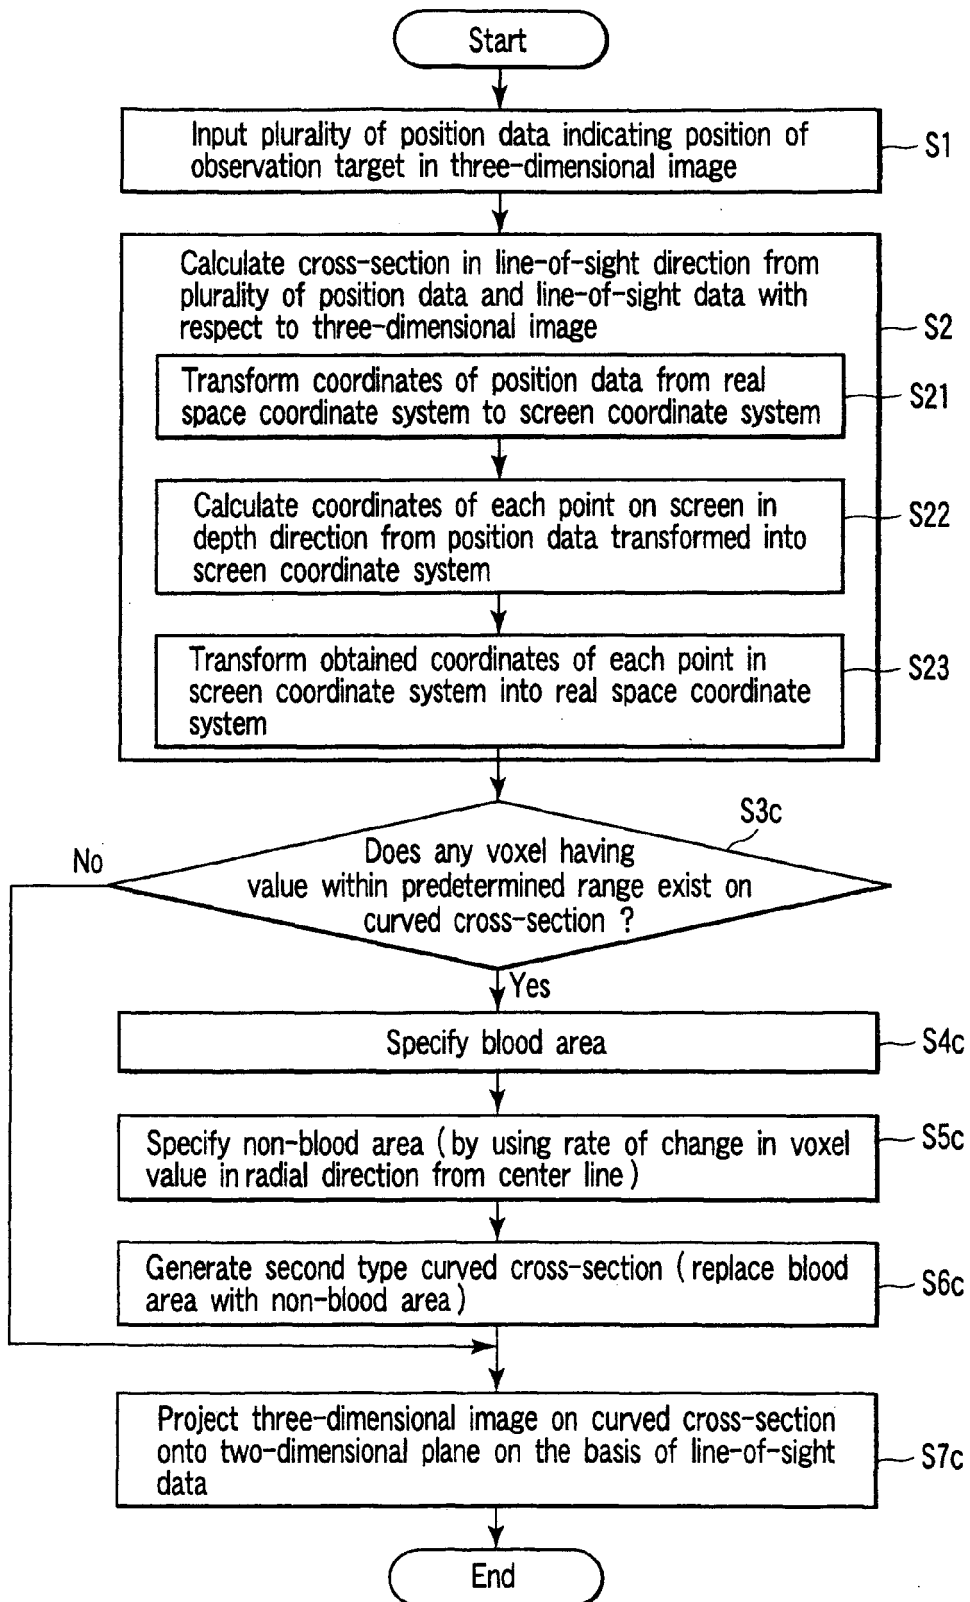 Start
Input plurality of position data indicating position of
observation target in three-dimensional image
S1
Calculate cross-section in line-of-sight direction from
plurality of position data and line-of-sight data with
respect to three-dimensional image
S2
Transform coordinates of position data from real
space coordinate system to screen coordinate system
S21
Calculate coordinates of each point on screen in
depth direction from position data transformed into
screen coordinate system
S22
Transform obtained coordinates of each point in
screen coordinate system into real space coordinate
system
S23
S3c
No
Does any voxel having
value within predetermined range exist on
curved cross-section ?
Yes
Specify blood area
S4c
Specify non-blood area (by using rate of change in voxel
value in radial direction from center line)
S5c
Generate second type curved cross-section (replace blood
area with non-blood area)
S6c
Project three-dimensional image on curved cross-section
onto two-dimensional plane on the basis of line-of-sight
data
S7c
End